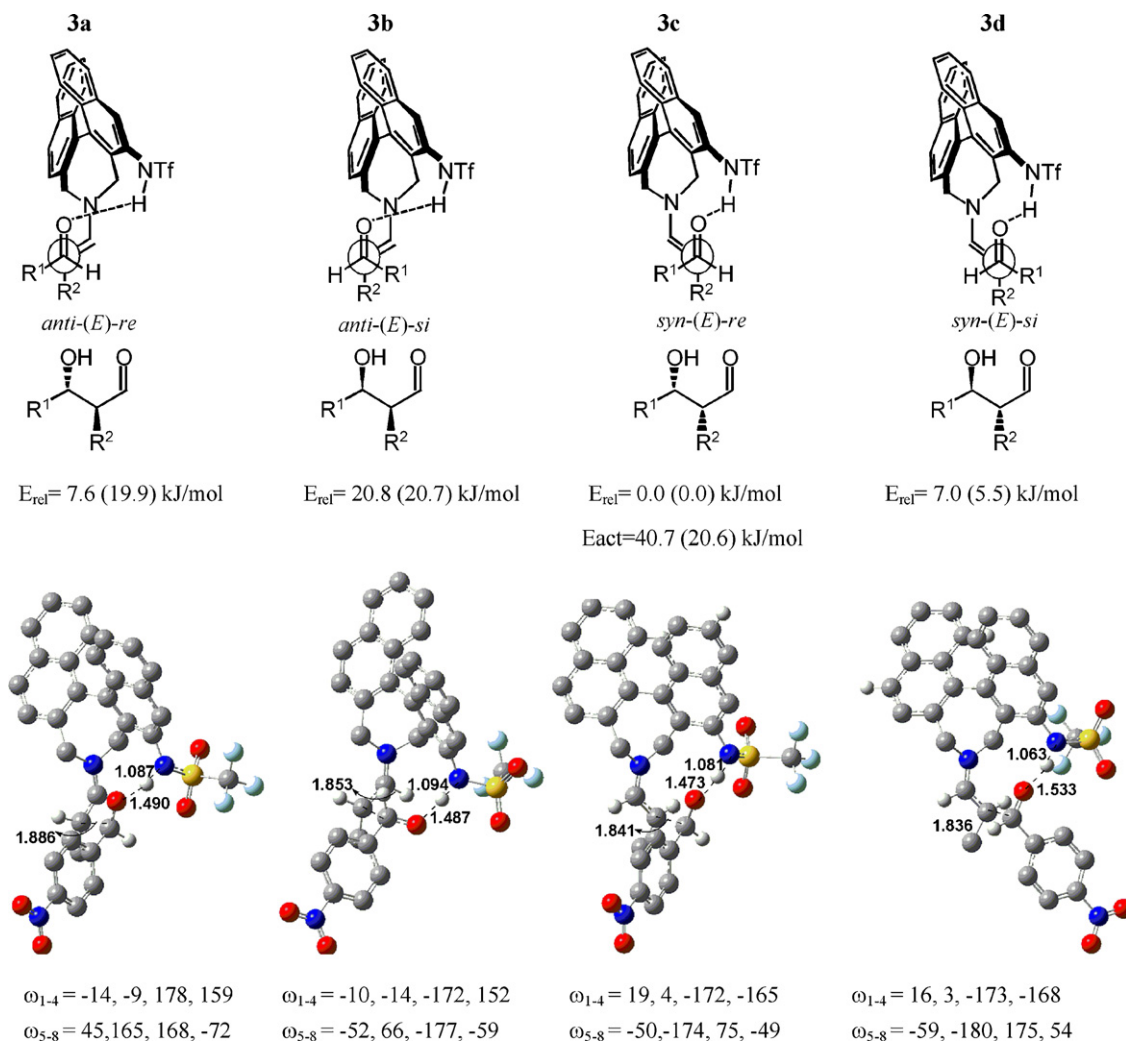 3a 3b 3c 3d
NTf NTf NTf NTf
N H N H N H N H
O O O O
R¹ H H R¹ R¹ H H R¹
R² R² R² R²
anti-(E)-re anti-(E)-si syn-(E)-re syn-(E)-si
OH O OH O OH O OH O
R¹ R¹ R¹ R¹
R² R² R² R²
E_rel= 7.6 (19.9) kJ/mol E_rel= 20.8 (20.7) kJ/mol E_rel= 0.0 (0.0) kJ/mol E_rel= 7.0 (5.5) kJ/mol
Eact=40.7 (20.6) kJ/mol
1.087 1.490 1.886
1.853 1.094 1.487
1.081 1.473 1.841
1.063 1.533 1.836
ω₁₋₄ = -14, -9, 178, 159 ω₁₋₄ = -10, -14, -172, 152 ω₁₋₄ = 19, 4, -172, -165 ω₁₋₄ = 16, 3, -173, -168
ω₅₋₈ = 45,165, 168, -72 ω₅₋₈ = -52, 66, -177, -59 ω₅₋₈ = -50,-174, 75, -49 ω₅₋₈ = -59, -180, 175, 54